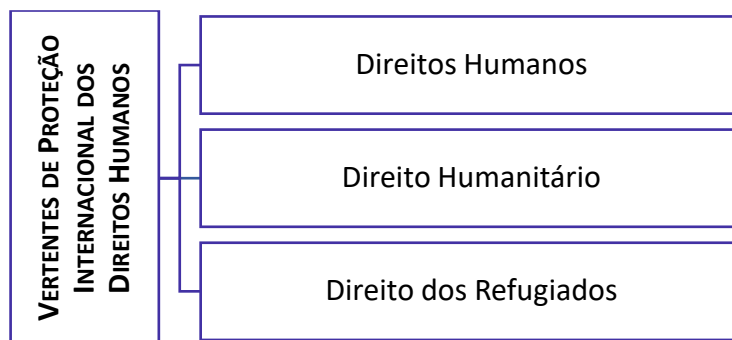 VERTENTES DE PROTEÇÃO
INTERNACIONAL DOS
DIREITOS HUMANOS
Direitos Humanos
Direito Humanitário
Direito dos Refugiados